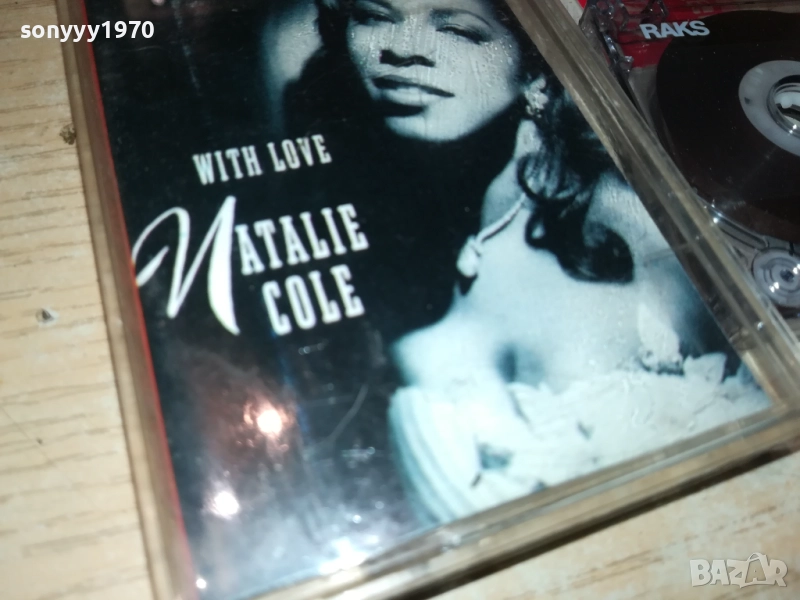 sonyyy1970
RAKS
WITH LOVE
NATALIE
COLE
BAZAR